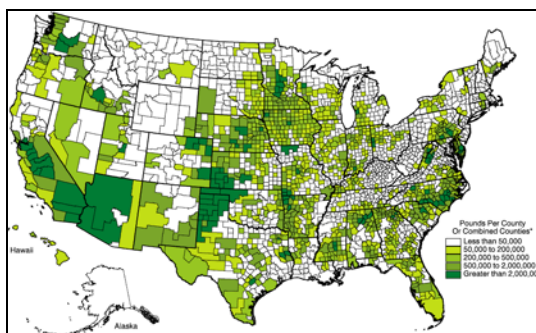 Pounds Per County
Or Combined Counties*
Less than 50,000
50,000 to 200,000
200,000 to 500,000
500,000 to 2,000,000
Greater than 2,000,00
Hawaii
Alaska